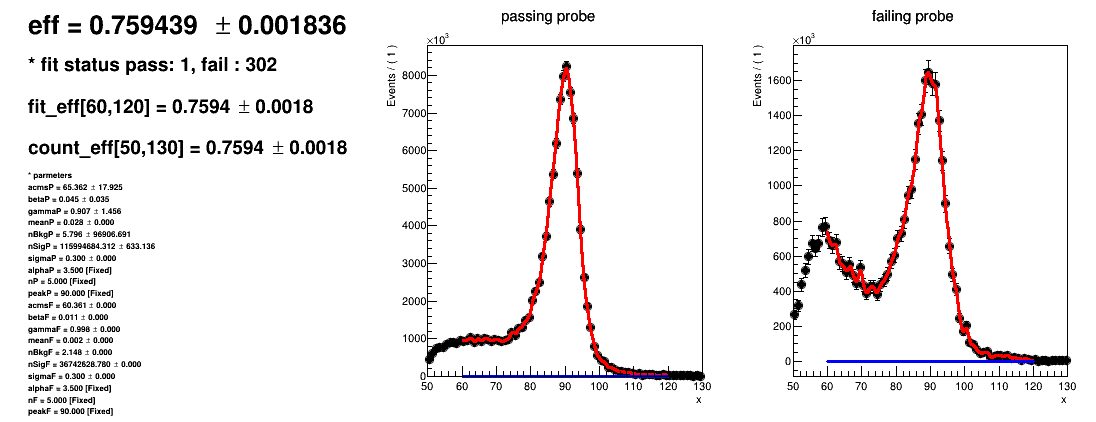 eff = 0.759439 ± 0.001836
* fit status pass: 1, fail : 302
fit_eff[60,120] = 0.7594 ± 0.0018
count_eff[50,130] = 0.7594 ± 0.0018
* parmeters
acmsP = 65.362 ± 17.925
betaP = 0.045 ± 0.035
gammaP = 0.907 ± 1.456
meanP = 0.028 ± 0.000
nBkgP = 5.796 ± 96906.691
nSigP = 115994684.312 ± 633.136
sigmaP = 0.300 ± 0.000
alphaP = 3.500 [Fixed]
nP = 5.000 [Fixed]
peakP = 90.000 [Fixed]
acmsF = 60.361 ± 0.000
betaF = 0.011 ± 0.000
gammaF = 0.998 ± 0.000
meanF = 0.002 ± 0.000
nBkgF = 2.148 ± 0.000
nSigF = 36742628.780 ± 0.000
sigmaF = 0.300 ± 0.000
alphaF = 3.500 [Fixed]
nF = 5.000 [Fixed]
peakF = 90.000 [Fixed]
passing probe
×10³
Events / ( 1 )
8000
7000
6000
5000
4000
3000
2000
1000
0
50 60 70 80 90 100 110 120 130
x
failing probe
×10³
Events / ( 1 )
1600
1400
1200
1000
800
600
400
200
0
50 60 70 80 90 100 110 120 130
x